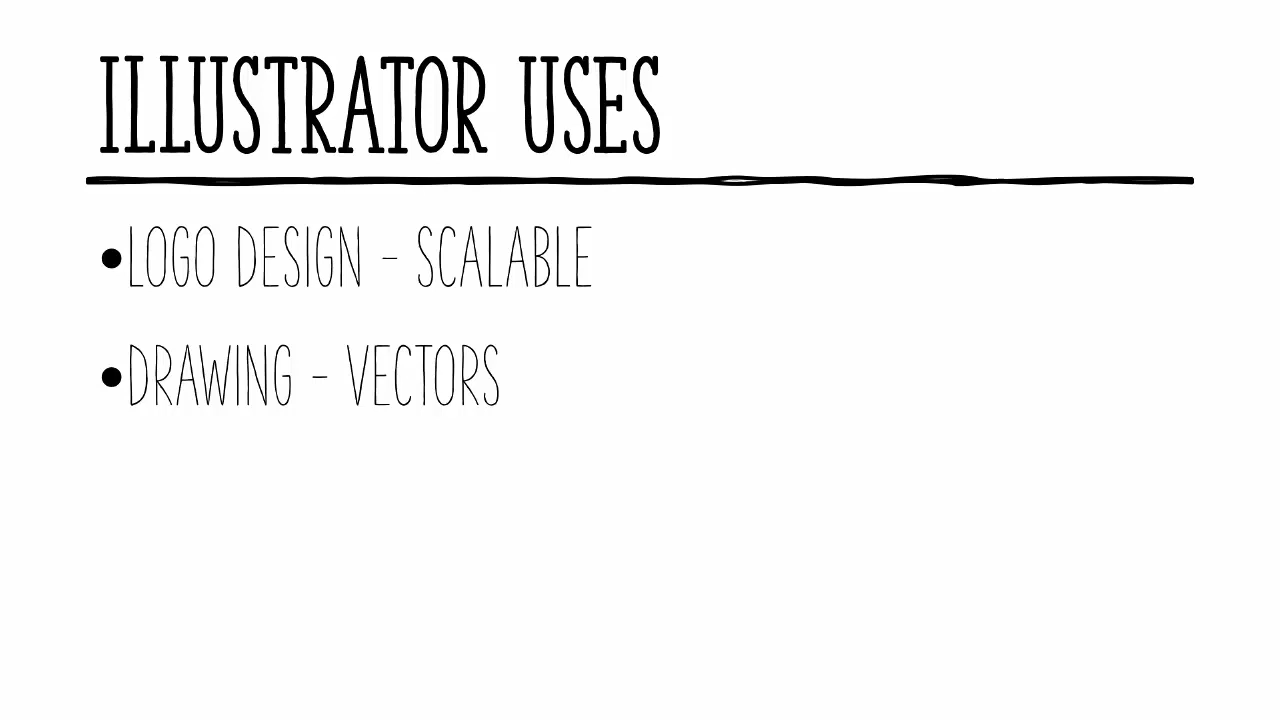 ILLUSTRATOR USES
•LOGO DESIGN – SCALABLE
•DRAWING – VECTORS